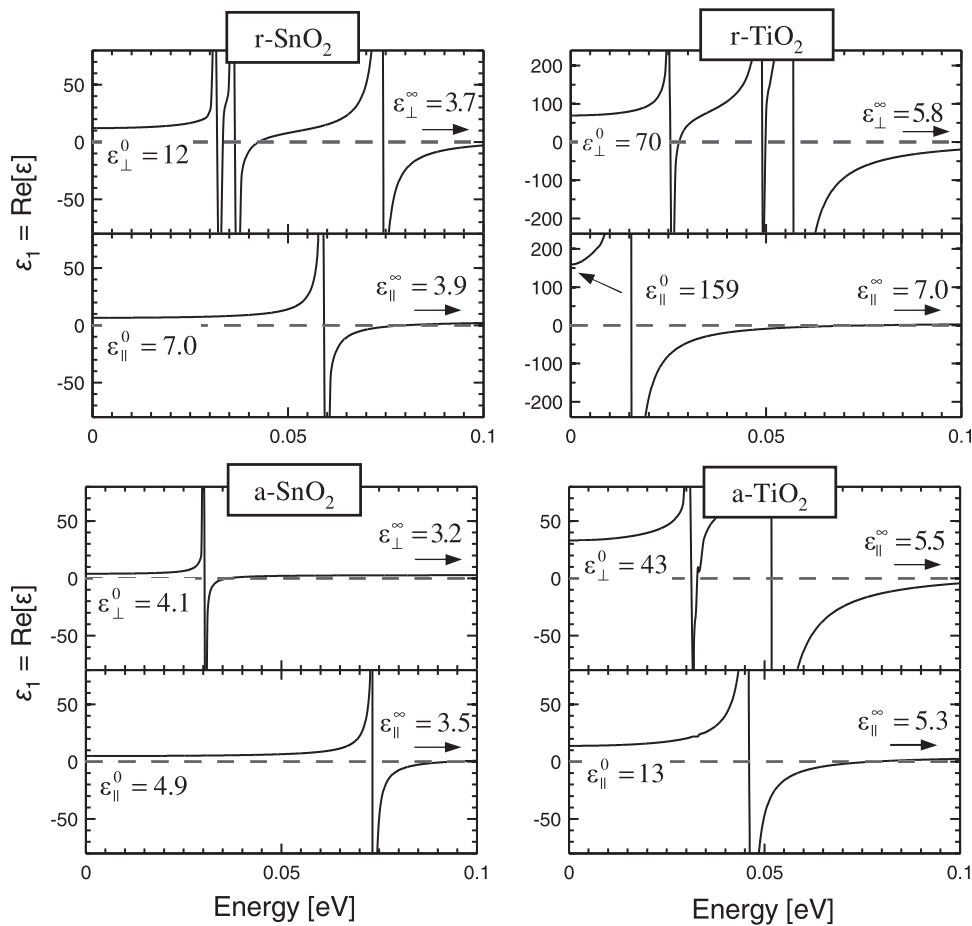 r-SnO₂
r-TiO₂
ε₁ = Re[ε]
50
0
-50
ε⊥^∞ = 3.7
ε⊥^0 = 12
200
100
0
-100
-200
ε⊥^∞ = 5.8
ε⊥^0 = 70
50
0
-50
ε∥^∞ = 3.9
ε∥^0 = 7.0
0
0.05
0.1
200
100
0
-100
-200
ε∥^0 = 159
ε∥^∞ = 7.0
0
0.05
0.1
a-SnO₂
a-TiO₂
ε₁ = Re[ε]
50
0
-50
ε⊥^∞ = 3.2
ε⊥^0 = 4.1
50
0
-50
ε∥^∞ = 5.5
ε⊥^0 = 43
50
0
-50
ε∥^∞ = 3.5
ε∥^0 = 4.9
0
0.05
0.1
Energy [eV]
50
0
-50
ε∥^∞ = 5.3
ε∥^0 = 13
0
0.05
0.1
Energy [eV]